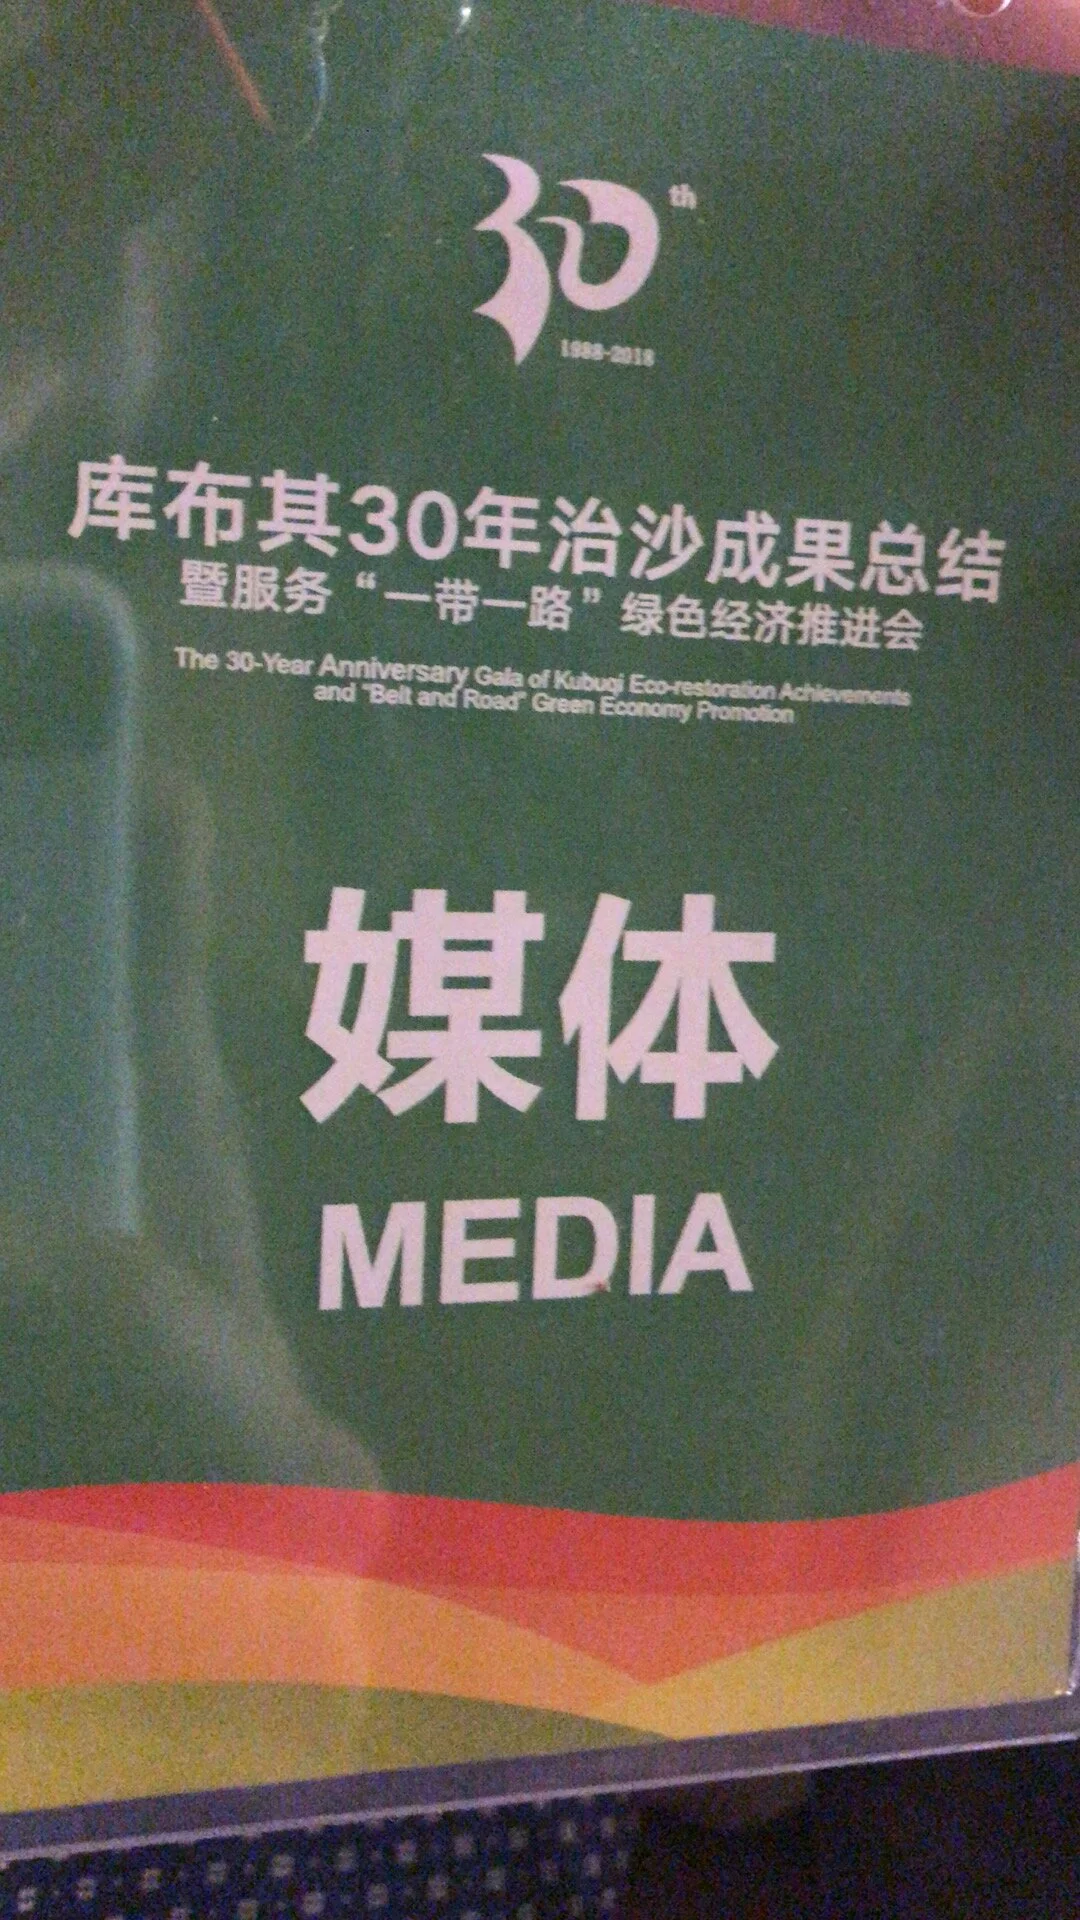 30th
1988-2018
库布其30年治沙成果总结
暨服务“一带一路”绿色经济推进会
The 30-Year Anniversary Gala of Kubuqi Eco-restoration Achievements
and "Belt and Road" Green Economy Promotion
媒体
MEDIA